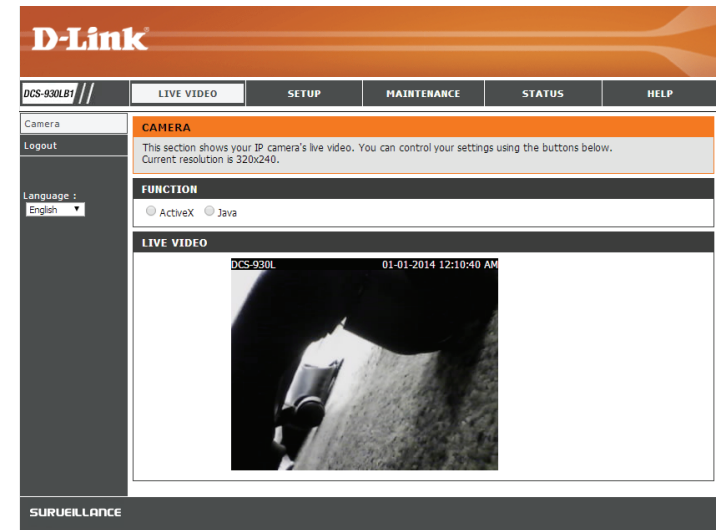 D-Link
DCS-930LB1 //
LIVE VIDEO
SETUP
MAINTENANCE
STATUS
HELP
Camera
Logout
Language :
English
CAMERA
This section shows your IP camera's live video. You can control your settings using the buttons below.
Current resolution is 320x240.
FUNCTION
ActiveX Java
LIVE VIDEO
DCS-930L 01-01-2014 12:10:40 AM
SURVEILLANCE